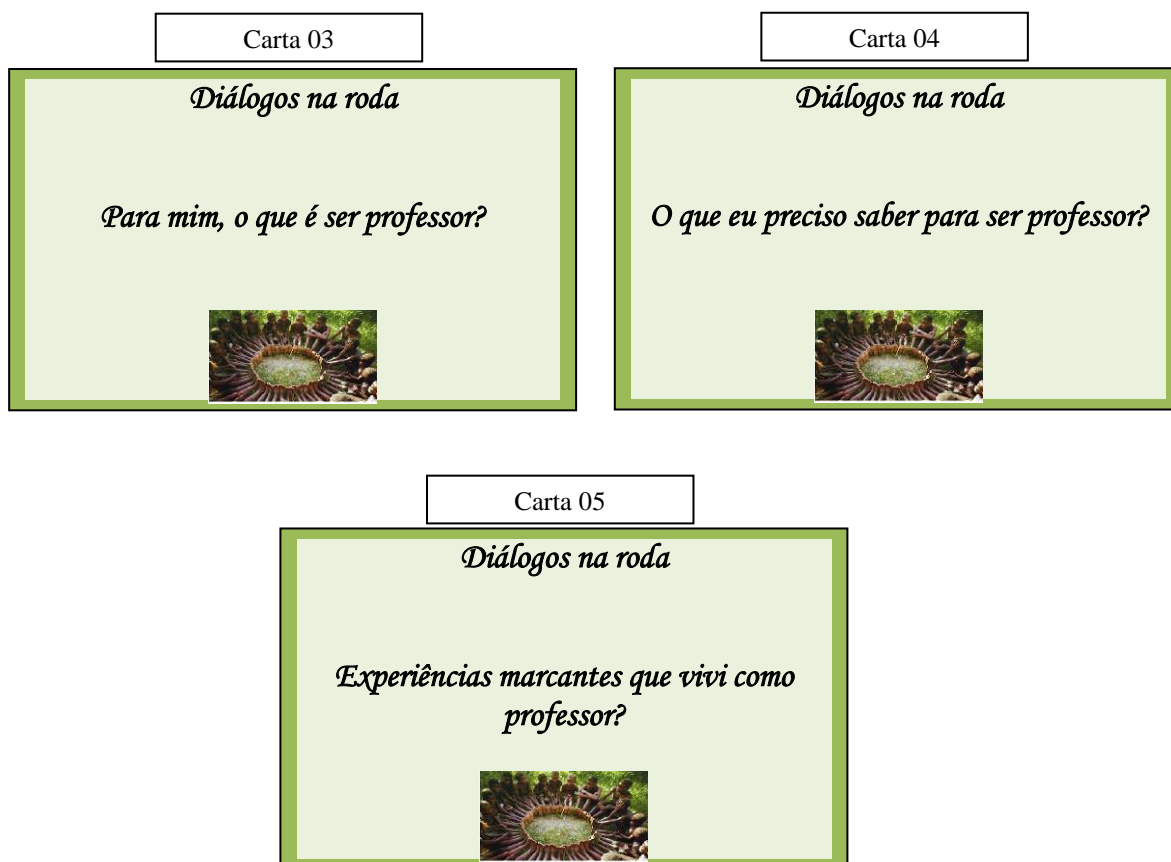 Carta 03
Diálogos na roda
Para mim, o que é ser professor?
Carta 04
Diálogos na roda
O que eu preciso saber para ser professor?
Carta 05
Diálogos na roda
Experiências marcantes que vivi como
professor?